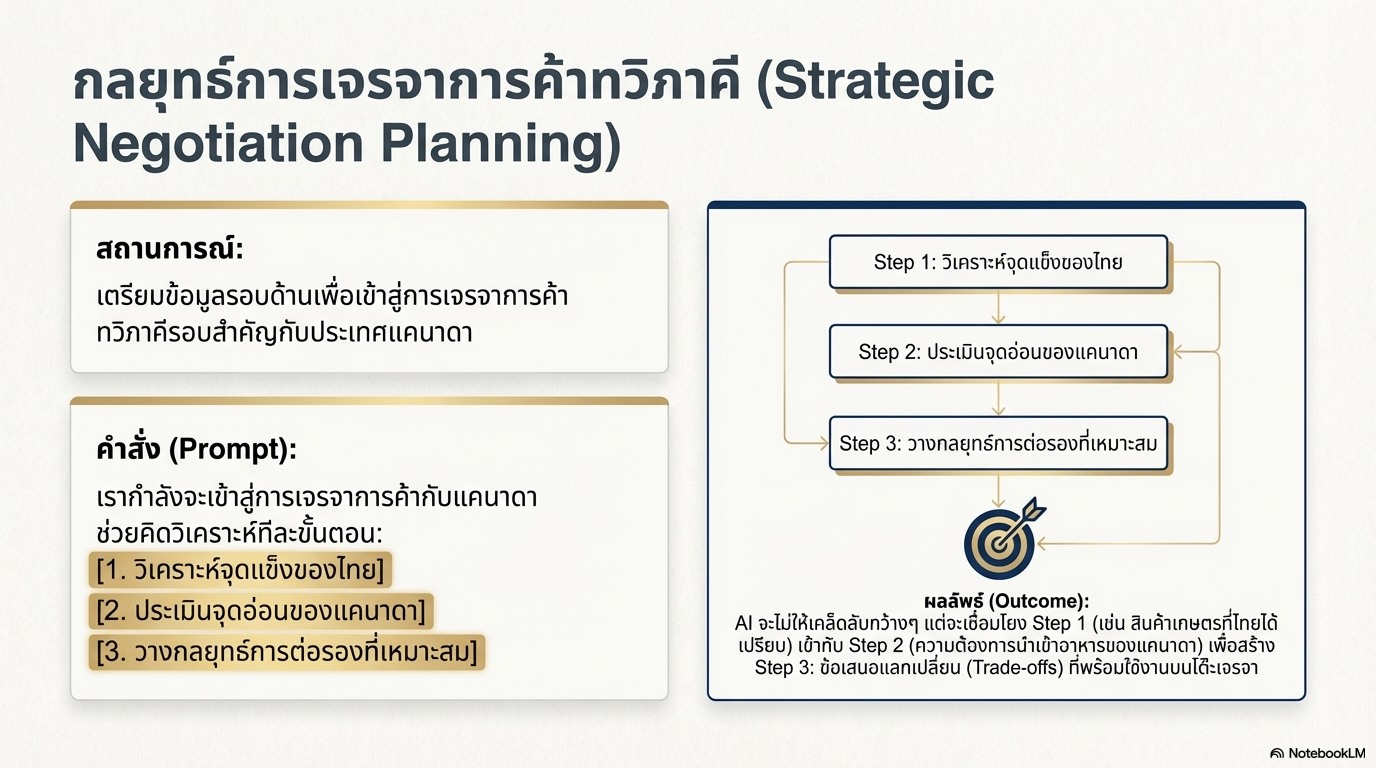 กลยุทธ์การเจรจาการค้าทวิภาคี (Strategic
Negotiation Planning)
สถานการณ์:
เตรียมข้อมูลรอบด้านเพื่อเข้าสู่การเจรจาการค้า
ทวิภาคีรอบสำคัญกับประเทศแคนาดา
คำสั่ง (Prompt):
เรากำลังจะเข้าสู่การเจรจาการค้ากับแคนาดา
ช่วยคิดวิเคราะห์ทีละขั้นตอน:
[1. วิเคราะห์จุดแข็งของไทย]
[2. ประเมินจุดอ่อนของแคนาดา]
[3. วางกลยุทธ์การต่อรองที่เหมาะสม]
Step 1: วิเคราะห์จุดแข็งของไทย
Step 2: ประเมินจุดอ่อนของแคนาดา
Step 3: วางกลยุทธ์การต่อรองที่เหมาะสม
ผลลัพธ์ (Outcome):
AI จะไม่ให้เคล็ดลับกว้างๆ แต่จะเชื่อมโยง Step 1 (เช่น สินค้าเกษตรที่ไทยได้
เปรียบ) เข้ากับ Step 2 (ความต้องการนำเข้าอาหารของแคนาดา) เพื่อสร้าง
Step 3: ข้อเสนอแลกเปลี่ยน (Trade-offs) ที่พร้อมใช้งานบนโต๊ะเจรจา
NotebookLM